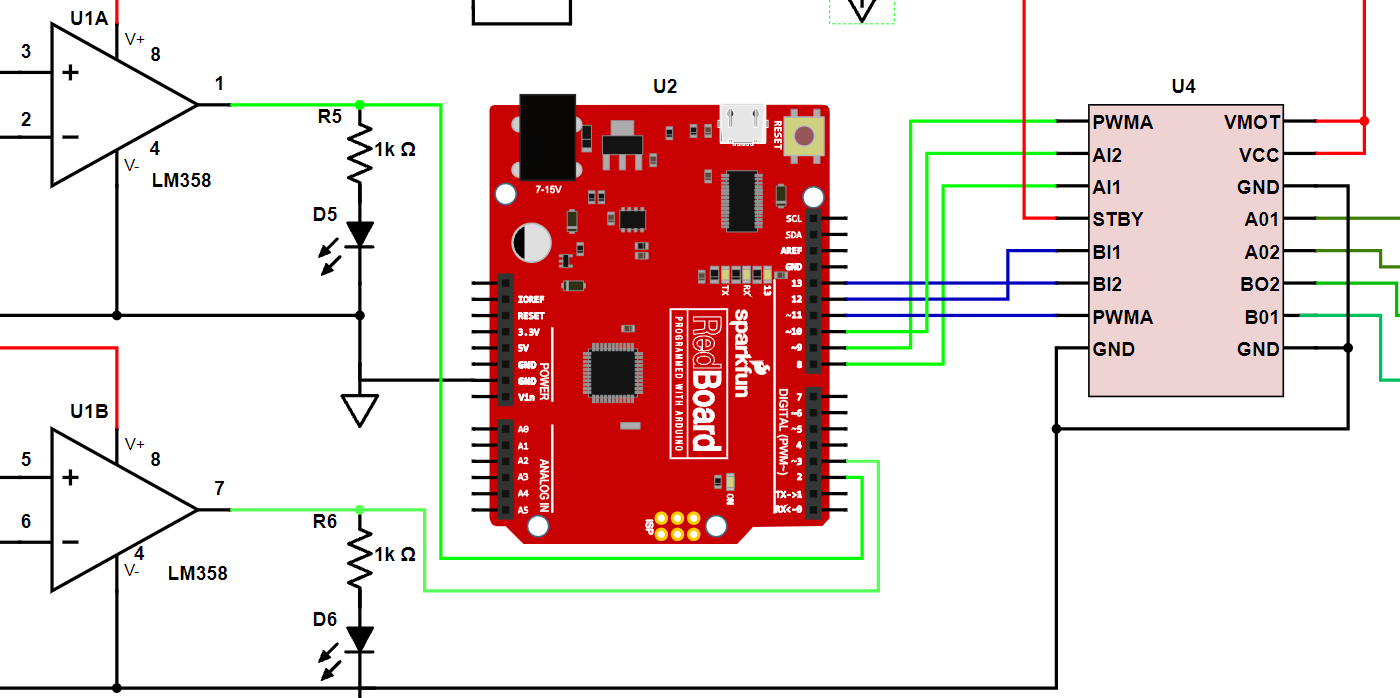 U1A
V+
8
3
1
2
V-
4
LM358
R5
1k Ω
D5
U1B
V+
8
5
7
6
4
V-
LM358
R6
1k Ω
D6
U2
RESET
7-15V
SCL
SDA
AREF
GND
13
12
~11
~10
~9
8
TX
RX
13
IOREF
RESET
3.3V
5V
GND
GND
Vin
POWER
A0
A1
A2
A3
A4
A5
ANALOG IN
sparkfun
RedBoard
PROGRAMMED WITH ARDUINO
DIGITAL (PWM~)
7
~6
~5
4
~3
2
TX->1
RX<-0
ON
ISP
U4
PWMA
AI2
AI1
STBY
BI1
BI2
PWMA
GND
VMOT
VCC
GND
A01
A02
BO2
B01
GND